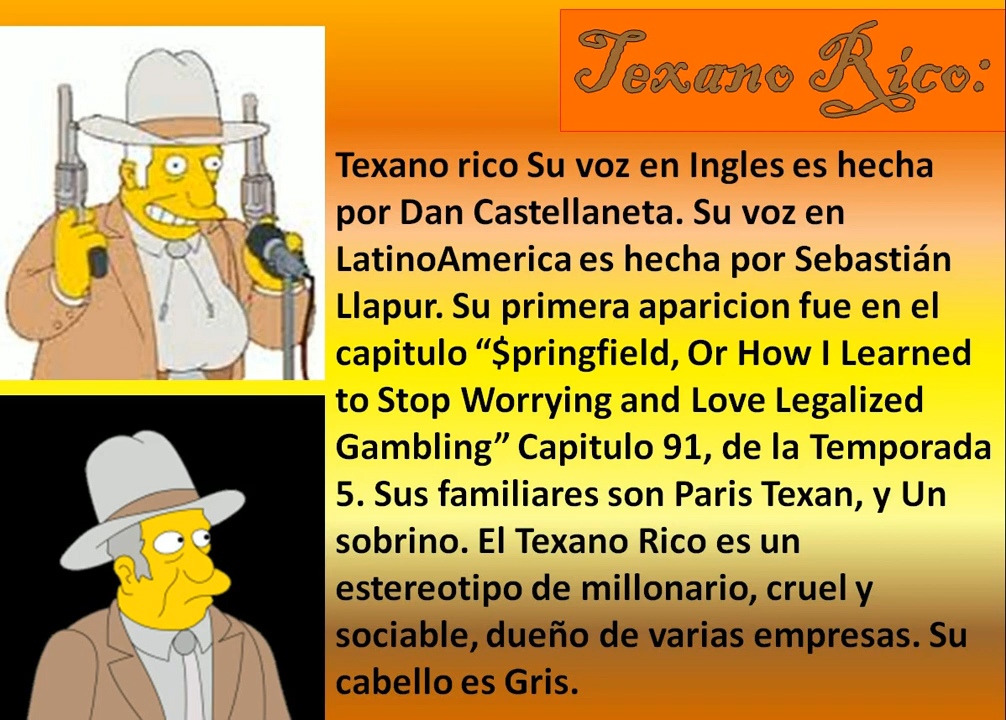 Texano Rico:
Texano rico Su voz en Ingles es hecha
por Dan Castellaneta. Su voz en
LatinoAmerica es hecha por Sebastián
Llapur. Su primera aparicion fue en el
capitulo “$pringfield, Or How I Learned
to Stop Worrying and Love Legalized
Gambling” Capitulo 91, de la Temporada
5. Sus familiares son Paris Texan, y Un
sobrino. El Texano Rico es un
estereotipo de millonario, cruel y
sociable, dueño de varias empresas. Su
cabello es Gris.